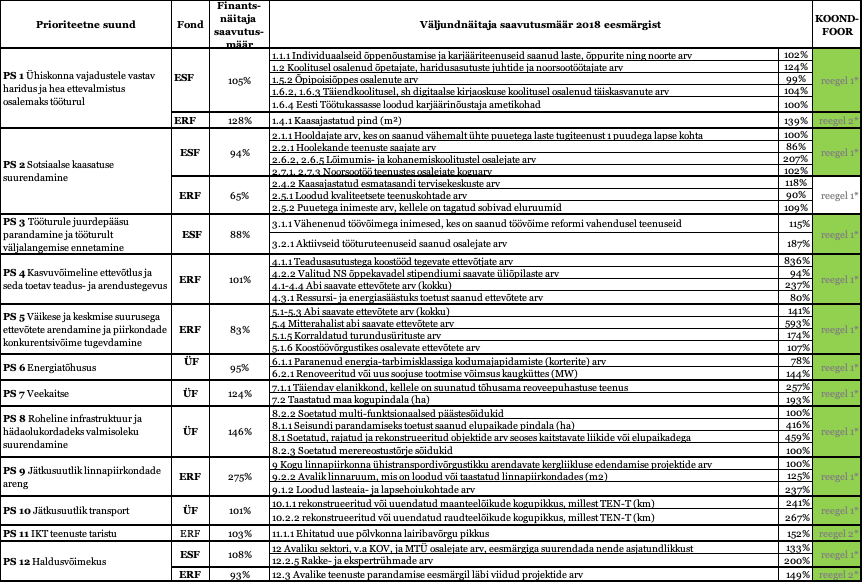 Prioriteetne suund Fond Finants-näitaja saavutus-määr Väljundnäitaja saavutusmäär 2018 eesmärgist KOOND-FOOR
PS 1 Ühiskonna vajadustele vastav haridus ja hea ettevalmistus osalemaks tööturul
ESF 105%
1.1.1 Individuaalseid õppenõustamise ja karjääriteenuseid saanud laste, õppurite ning noorte arv 102%
1.2 Koolitusel osalenud õpetajate, haridusasutuste juhtide ja noorsootöötajate arv 124%
1.5.2 Õpipoisiõppes osalenute arv 99%
1.6.2, 1.6.3 Täiendkoolitusel, sh digitaalse kirjaoskuse koolitusel osalenud täiskasvanute arv 104%
1.6.4 Eesti Töötukassasse loodud karjäärinõustaja ametikohad 100%
reegel 1*
ERF 128% 1.4.1 Kaasajastatud pind (m²) 139% reegel 2*
PS 2 Sotsiaalse kaasatuse suurendamine
ESF 94%
2.1.1 Hooldajate arv, kes on saanud vähemalt ühte puuetega laste tugiteenust 1 puudega lapse kohta 100%
2.2.1 Hoolekande teenuste saajate arv 86%
2.6.2, 2.6.5 Lõimumis- ja kohanemiskoolitustel osalejate arv 207%
2.7.1, 2.7.3 Noorsootöö teenustes osalejate koguarv 102%
reegel 1*
ERF 65%
2.4.2 Kaasajastatud esmatasandi tervisekeskuste arv 118%
2.5.1 Loodud kvaliteetsete teenuskohtade arv 90%
2.5.2 Puuetega inimeste arv, kellele on tagatud sobivad eluruumid 109%
reegel 1*
PS 3 Tööturule juurdepääsu parandamine ja tööturult väljalangemise ennetamine
ESF 88%
3.1.1 Vähenenud töövõimega inimesed, kes on saanud töövõime reformi vahendusel teenuseid 115%
3.2.1 Aktiivseid tööturuteenuseid saanud osalejate arv 187%
reegel 1*
PS 4 Kasvuvõimeline ettevõtlus ja seda toetav teadus- ja arendustegevus
ERF 101%
4.1.1 Teadusasutustega koostööd tegevate ettevõtjate arv 836%
4.2.2 Valitud NS õppekavadel stipendiumi saavate üliõpilaste arv 94%
4.1-4.4 Abi saavate ettevõtete arv (kokku) 237%
4.3.1 Ressursi- ja energiasäästuks toetust saanud ettevõtete arv 80%
reegel 1*
PS 5 Väikese ja keskmise suurusega ettevõtete arendamine ja piirkondade konkurentsivõime tugevdamine
ERF 83%
5.1-5.3 Abi saavate ettevõtete arv (kokku) 141%
5.4 Mitterahalist abi saavate ettevõtete arv 593%
5.1.5 Korraldatud turundusürituste arv 174%
5.1.6 Koostöövõrgustikes osalevate ettevõtete arv 107%
reegel 1*
PS 6 Energiatõhusus
ÜF 95%
6.1.1 Paranenud energia-tarbimisklassiga kodumajapidamiste (korterite) arv 78%
6.2.1 Renoveeritud või uus soojuse tootmise võimsus kaugküttes (MW) 144%
reegel 1*
PS 7 Veekaitse
ÜF 124%
7.1.1 Täiendav elanikkond, kellele on suunatud tõhusama reoveepuhastuse teenus 257%
7.2 Taastatud maa kogupindala (ha) 193%
reegel 1*
PS 8 Roheline infrastruktuur ja hädaolukordadeks valmisoleku suurendamine
ÜF 146%
8.2.2 Soetatud multi-funktsionaalsed päästesõidukid 100%
8.1.1 Seisundi parandamiseks toetust saanud elupaikade pindala (ha) 416%
8.1 Soetatud, rajatud ja rekonstrueeritud objektide arv seoses kaitstavate liikide või elupaikadega 459%
8.2.3 Soetatud merereostustõrje sõidukid 100%
reegel 1*
PS 9 Jätkusuutlik linnapiirkondade areng
ERF 275%
9 Kogu linnapiirkonna ühistranspordivõrgustikku arendavate kergliikluse edendamise projektide arv 100%
9.2.2 Avalik linnaruum, mis on loodud või taastatud linnapiirkondades (m2) 125%
9.1.2 Loodud lasteaia- ja lapsehoiukohtade arv 237%
reegel 1*
PS 10 Jätkusuutlik transport
ÜF 101%
10.1.1 rekonstrueeritud või uuendatud maanteelõikude kogupikkus, millest TEN-T (km) 241%
10.2.2 rekonstrueeritud või uuendatud raudteelõikude kogupikkus, millest TEN-T (km) 267%
reegel 1*
PS 11 IKT teenuste taristu ERF 103% 11.1.1 Ehitatud uue põlvkonna lairibavõrgu pikkus 152% reegel 2*
PS 12 Haldusvõimekus
ESF 108%
12 Avaliku sektori, v.a KOV, ja MTÜ osalejate arv, eesmärgiga suurendada nende asjatundlikkust 133%
12.2.5 Rakke- ja ekspertrühmade arv 200%
reegel 1*
ERF 93% 12.3 Avalike teenuste parandamise eesmärgil läbi viidud projektide arv 149% reegel 2*